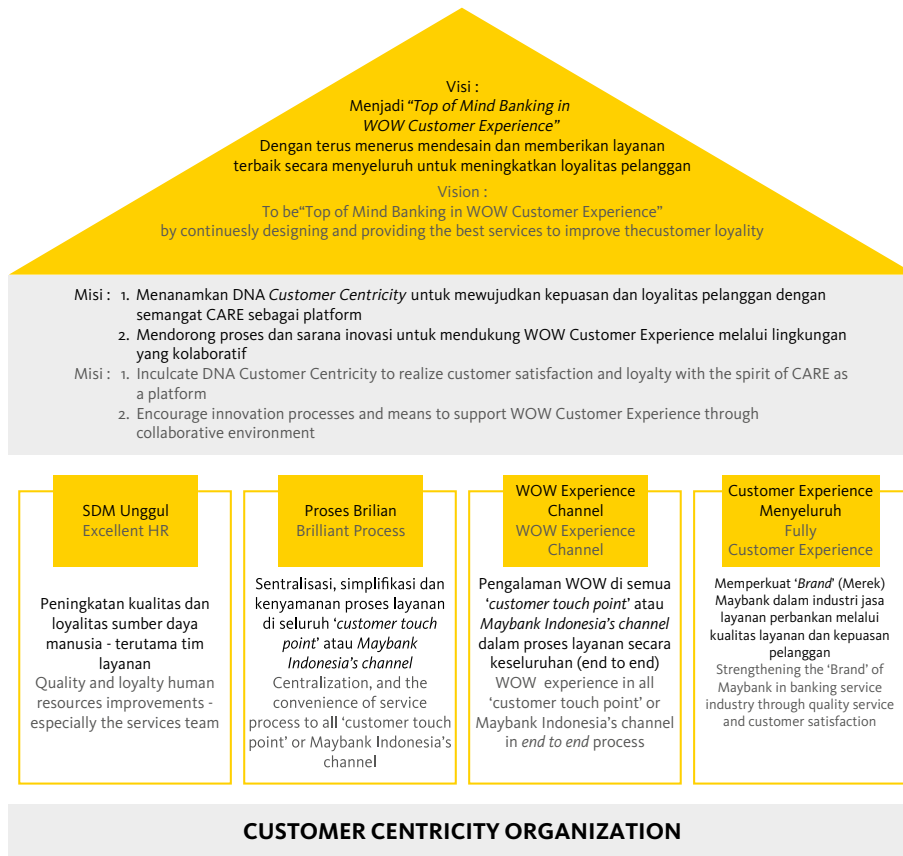 Visi :
Menjadi “Top of Mind Banking in
WOW Customer Experience”
Dengan terus menerus mendesain dan memberikan layanan
terbaik secara menyeluruh untuk meningkatkan loyalitas pelanggan
Vision :
To be“Top of Mind Banking in WOW Customer Experience”
by continuesly designing and providing the best services to improve thecustomer loyality
Misi : 1. Menanamkan DNA Customer Centricity untuk mewujudkan kepuasan dan loyalitas pelanggan dengan
semangat CARE sebagai platform
2. Mendorong proses dan sarana inovasi untuk mendukung WOW Customer Experience melalui lingkungan
yang kolaboratif
Misi : 1. Inculcate DNA Customer Centricity to realize customer satisfaction and loyalty with the spirit of CARE as
a platform
2. Encourage innovation processes and means to support WOW Customer Experience through
collaborative environment
SDM Unggul
Excellent HR
Peningkatan kualitas dan
loyalitas sumber daya
manusia - terutama tim
layanan
Quality and loyalty human
resources improvements -
especially the services team
Proses Brilian
Brilliant Process
Sentralisasi, simplifikasi dan
kenyamanan proses layanan
di seluruh ‘customer touch
point’ atau Maybank
Indonesia’s channel
Centralization, and the
convenience of service
process to all ‘customer touch
point’ or Maybank Indonesia’s
channel
WOW Experience
Channel
WOW Experience
Channel
Pengalaman WOW di semua
‘customer touch point’ atau
Maybank Indonesia’s channel
dalam proses layanan secara
keseluruhan (end to end)
WOW experience in all
‘customer touch point’ or
Maybank Indonesia’s channel
in end to end process
Customer Experience
Menyeluruh
Fully
Customer Experience
Memperkuat ‘Brand’ (Merek)
Maybank dalam industri jasa
layanan perbankan melalui
kualitas layanan dan kepuasan
pelanggan
Strengthening the ‘Brand’ of
Maybank in banking service
industry through quality service
and customer satisfaction
CUSTOMER CENTRICITY ORGANIZATION